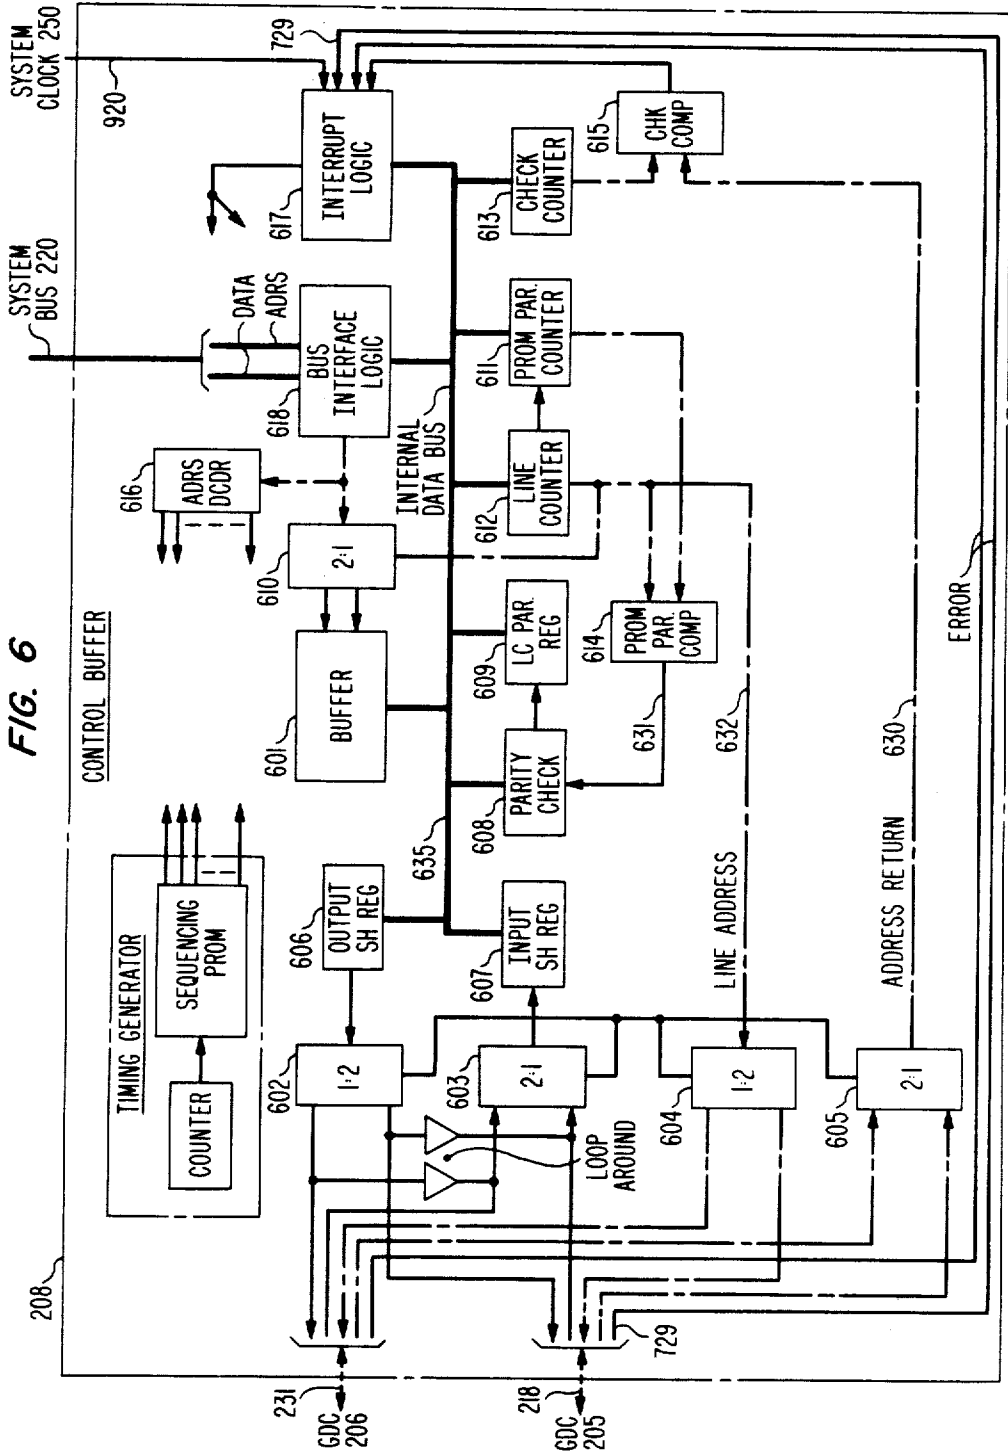 FIG. 6
CONTROL BUFFER
208
TIMING GENERATOR
COUNTER
SEQUENCING
PROM
SYSTEM
BUS 220
SYSTEM
CLOCK 250
920
729
616
ADRS
DCDR
DATA
ADRS
610
2:1
618
BUS
INTERFACE
LOGIC
617
INTERRUPT
LOGIC
601
BUFFER
606
OUTPUT
SH REG
602
1:2
635
INTERNAL
DATA BUS
603
2:1
607
INPUT
SH REG
608
PARITY
CHECK
609
LC PAR.
REG
612
LINE
COUNTER
611
PROM PAR.
COUNTER
613
CHECK
COUNTER
615
CHK
COMP
LOOP
AROUND
614
PROM
PAR.
COMP
631
632
LINE ADDRESS
604
1:2
605
2:1
ADDRESS RETURN
630
ERROR
231
GDC
206
218
GDC
205
729